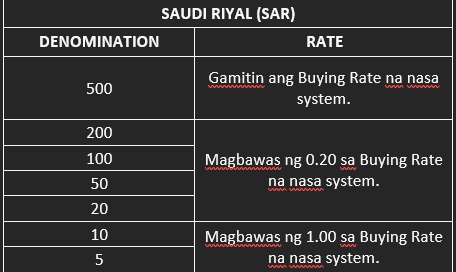 SAUDI RIYAL (SAR)
DENOMINATION RATE
500 Gamitin ang Buying Rate na nasa
system.
200
100
50
20
Magbawas ng 0.20 sa Buying Rate
na nasa system.
10
5
Magbawas ng 1.00 sa Buying Rate
na nasa system.